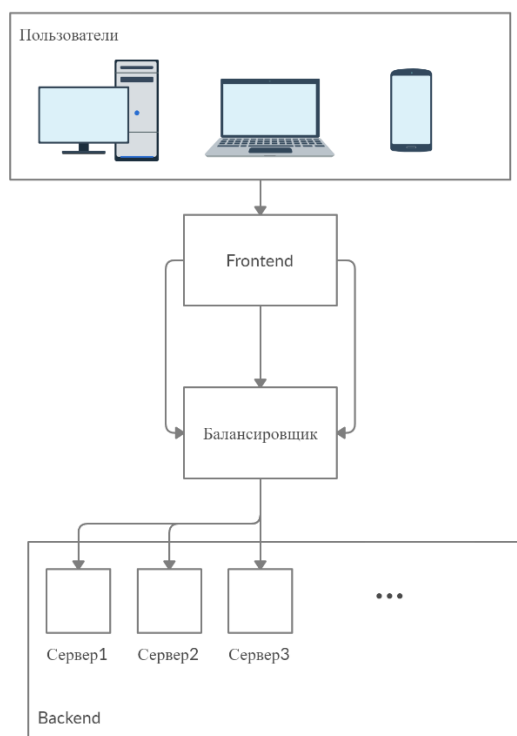 Пользователи
Frontend
Балансировщик
...
Сервер1 Сервер2 Сервер3
Backend